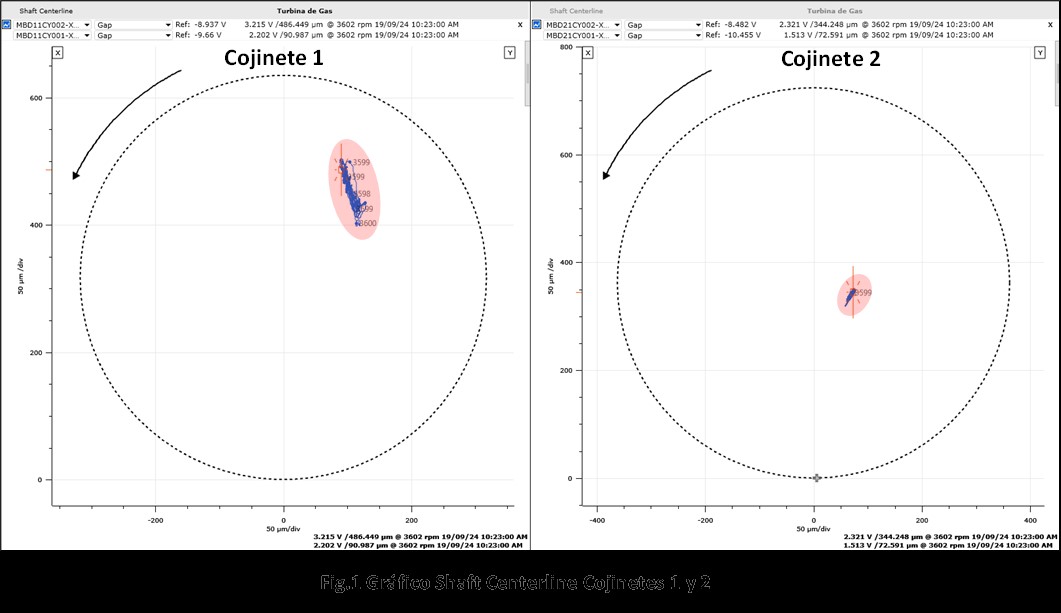 Shaft Centerline
Turbina de Gas
MBD11CY002-X...
Gap
Ref: -8.937 V
3.215 V /486.449 µm @ 3602 rpm 19/09/24 10:23:00 AM
x
MBD11CY001-X...
Gap
Ref: -9.66 V
2.202 V /90.987 µm @ 3602 rpm 19/09/24 10:23:00 AM
X
Cojinete 1
Y
600
400
200
0
50 µm /div
3599
3598
3600
-200
0
200
50 µm/div
3.215 V /486.449 µm @ 3602 rpm 19/09/24 10:23:00 AM
2.202 V /90.987 µm @ 3602 rpm 19/09/24 10:23:00 AM
Shaft Centerline
Turbina de Gas
MBD21CY002-X...
Gap
Ref: -8.482 V
2.321 V /344.248 µm @ 3602 rpm 19/09/24 10:23:00 AM
x
MBD21CY001-X...
Gap
Ref: -10.455 V
1.513 V /72.591 µm @ 3602 rpm 19/09/24 10:23:00 AM
800
X
Cojinete 2
Y
600
400
200
0
50 µm /div
3599
-400
-200
0
200
400
50 µm/div
2.321 V /344.248 µm @ 3602 rpm 19/09/24 10:23:00 AM
1.513 V /72.591 µm @ 3602 rpm 19/09/24 10:23:00 AM
Fig.1 Gráfico Shaft Centerline Cojinetes 1 y 2